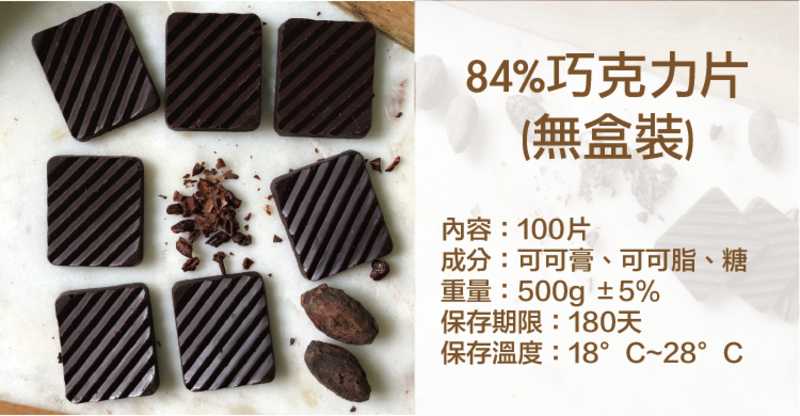 84%巧克力片
(無盒裝)
內容：100片
成分：可可膏、可可脂、糖
重量：500g ±5%
保存期限：180天
保存溫度：18° C~28° C